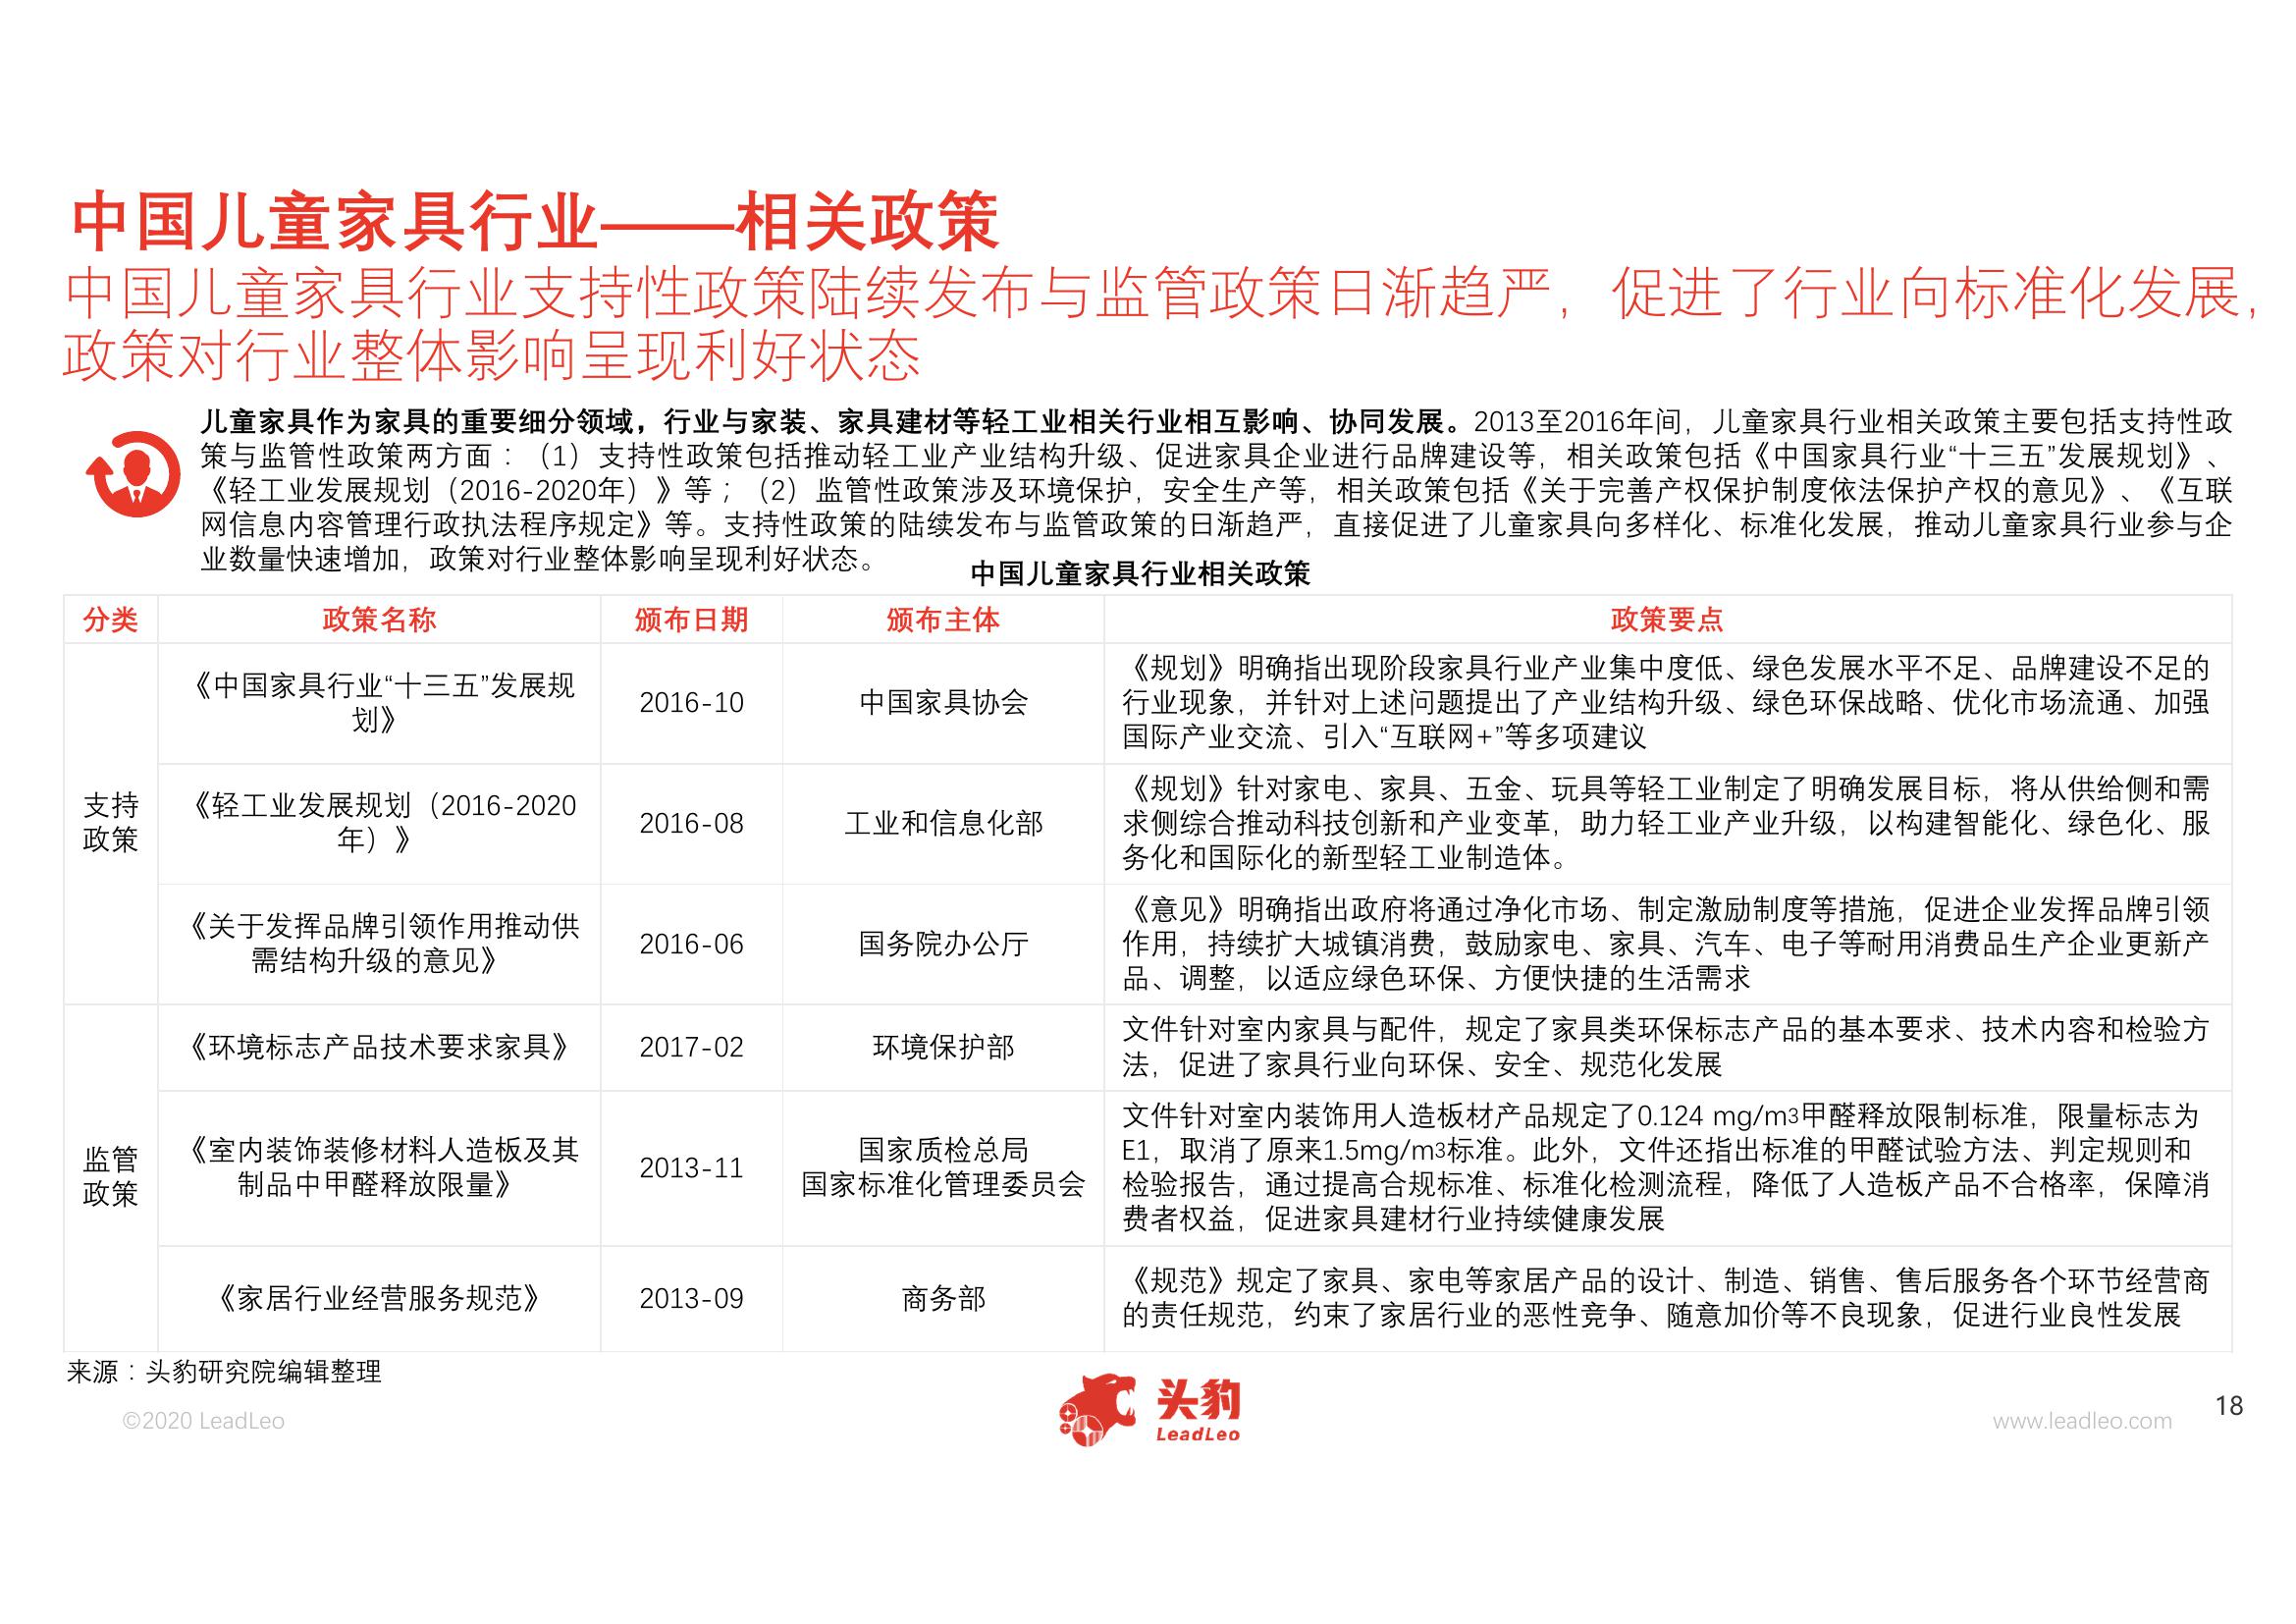 中国儿童家具行业——相关政策
中国儿童家具行业支持性政策陆续发布与监管政策日渐趋严，促进了行业向标准化发展，
政策对行业整体影响呈现利好状态
儿童家具作为家具的重要细分领域，行业与家装、家具建材等轻工业相关行业相互影响、协同发展。2013至2016年间，儿童家具行业相关政策主要包括支持性政
策与监管性政策两方面：（1）支持性政策包括推动轻工业产业结构升级、促进家具企业进行品牌建设等，相关政策包括《中国家具行业“十三五”发展规划》、
《轻工业发展规划（2016-2020年）》等；（2）监管性政策涉及环境保护，安全生产等，相关政策包括《关于完善产权保护制度依法保护产权的意见》、《互联
网信息内容管理行政执法程序规定》等。支持性政策的陆续发布与监管政策的日渐趋严，直接促进了儿童家具向多样化、标准化发展，推动儿童家具行业参与企
业数量快速增加，政策对行业整体影响呈现利好状态。
中国儿童家具行业相关政策
分类 政策名称 颁布日期 颁布主体 政策要点
支持
政策
《中国家具行业“十三五”发展规
划》
2016-10
中国家具协会
《规划》明确指出现阶段家具行业产业集中度低、绿色发展水平不足、品牌建设不足的
行业现象，并针对上述问题提出了产业结构升级、绿色环保战略、优化市场流通、加强
国际产业交流、引入“互联网+”等多项建议
《轻工业发展规划（2016-2020
年）》
2016-08
工业和信息化部
《规划》针对家电、家具、五金、玩具等轻工业制定了明确发展目标，将从供给侧和需
求侧综合推动科技创新和产业变革，助力轻工业产业升级，以构建智能化、绿色化、服
务化和国际化的新型轻工业制造体。
《关于发挥品牌引领作用推动供
需结构升级的意见》
2016-06
国务院办公厅
《意见》明确指出政府将通过净化市场、制定激励制度等措施，促进企业发挥品牌引领
作用，持续扩大城镇消费，鼓励家电、家具、汽车、电子等耐用消费品生产企业更新产
品、调整，以适应绿色环保、方便快捷的生活需求
监管
政策
《环境标志产品技术要求家具》
2017-02
环境保护部
文件针对室内家具与配件，规定了家具类环保标志产品的基本要求、技术内容和检验方
法，促进了家具行业向环保、安全、规范化发展
《室内装饰装修材料人造板及其
制品中甲醛释放限量》
2013-11
国家质检总局
国家标准化管理委员会
文件针对室内装饰用人造板材产品规定了0.124 mg/m3甲醛释放限制标准，限量标志为
E1，取消了原来1.5mg/m3标准。此外，文件还指出标准的甲醛试验方法、判定规则和
检验报告，通过提高合规标准、标准化检测流程，降低了人造板产品不合格率，保障消
费者权益，促进家具建材行业持续健康发展
《家居行业经营服务规范》
2013-09
商务部
《规范》规定了家具、家电等家居产品的设计、制造、销售、售后服务各个环节经营商
的责任规范，约束了家居行业的恶性竞争、随意加价等不良现象，促进行业良性发展
来源：头豹研究院编辑整理
©2020 LeadLeo
头豹
LeadLeo
www.leadleo.com
18